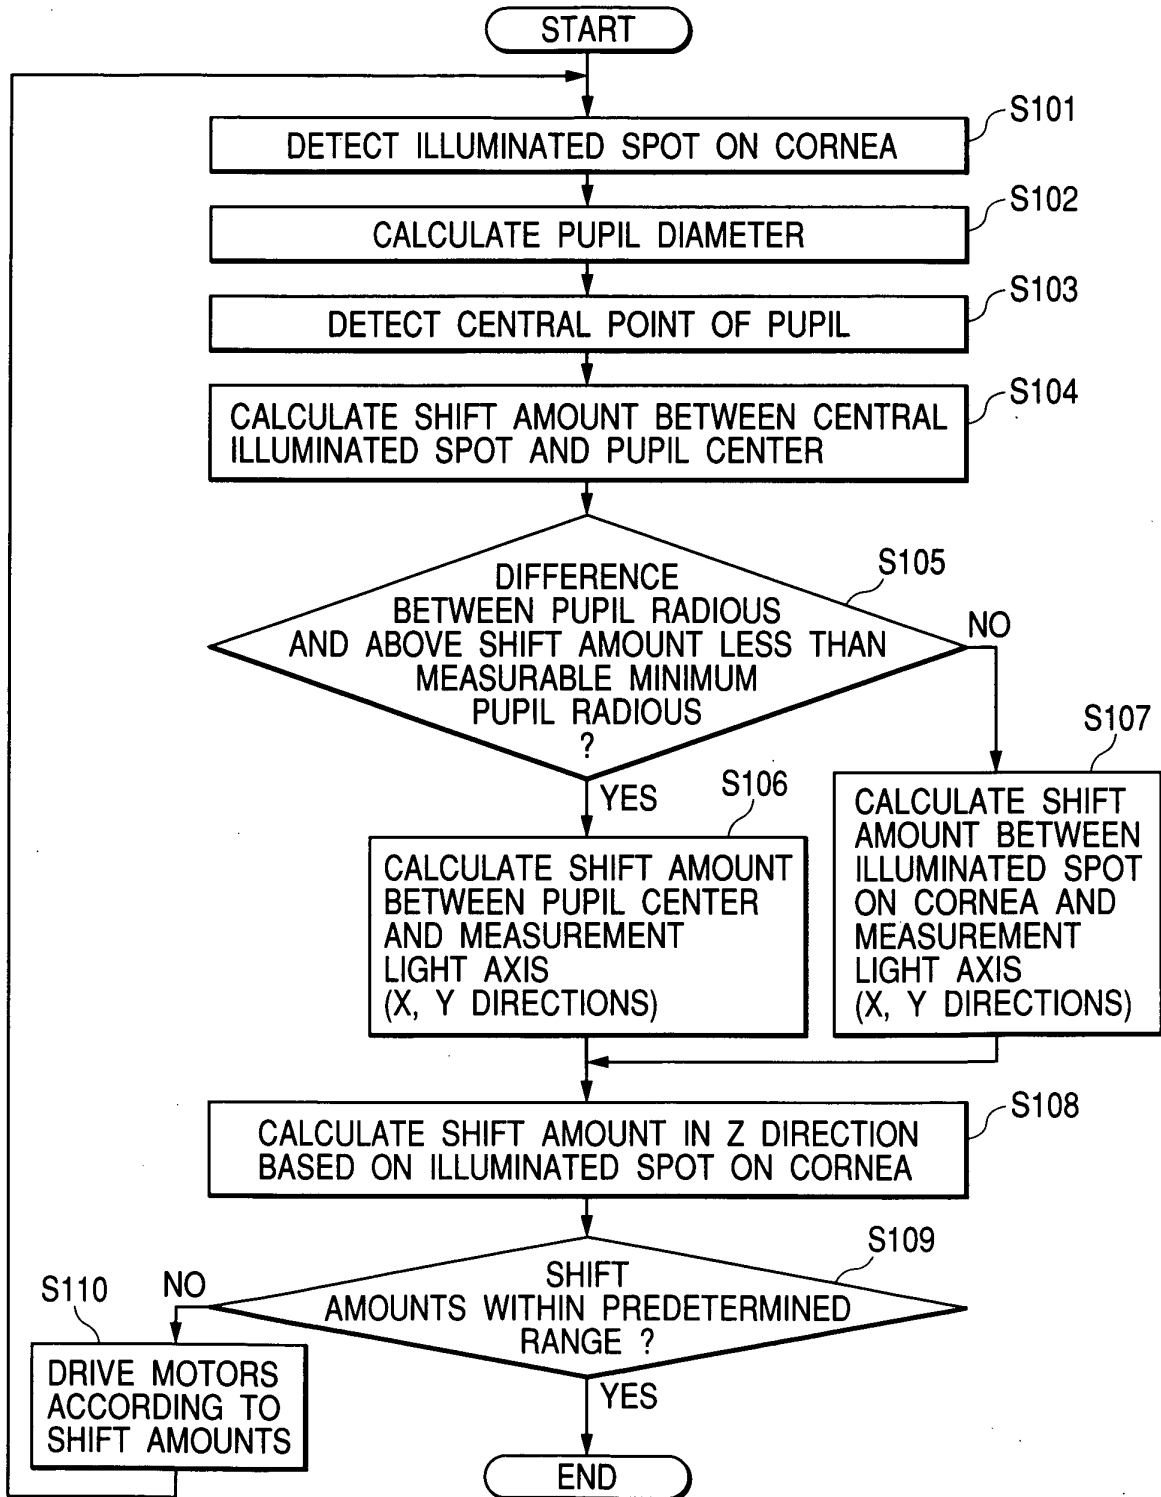 START
S101
DETECT ILLUMINATED SPOT ON CORNEA
S102
CALCULATE PUPIL DIAMETER
S103
DETECT CENTRAL POINT OF PUPIL
S104
CALCULATE SHIFT AMOUNT BETWEEN CENTRAL
ILLUMINATED SPOT AND PUPIL CENTER
S105
DIFFERENCE
BETWEEN PUPIL RADIOUS
AND ABOVE SHIFT AMOUNT LESS THAN
MEASURABLE MINIMUM
PUPIL RADIOUS
?
NO
YES
S106
CALCULATE SHIFT AMOUNT
BETWEEN PUPIL CENTER
AND MEASUREMENT
LIGHT AXIS
(X, Y DIRECTIONS)
S107
CALCULATE SHIFT
AMOUNT BETWEEN
ILLUMINATED SPOT
ON CORNEA AND
MEASUREMENT
LIGHT AXIS
(X, Y DIRECTIONS)
S108
CALCULATE SHIFT AMOUNT IN Z DIRECTION
BASED ON ILLUMINATED SPOT ON CORNEA
S109
SHIFT
AMOUNTS WITHIN PREDETERMINED
RANGE ?
NO
S110
DRIVE MOTORS
ACCORDING TO
SHIFT AMOUNTS
YES
END